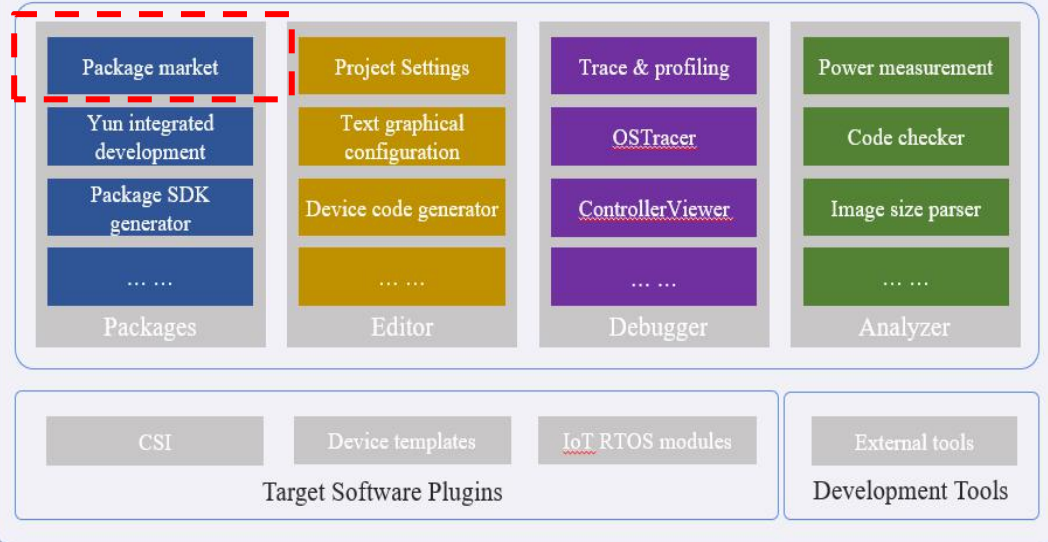 Package market
Yun integrated
development
Package SDK
generator
... ...
Packages
Project Settings
Text graphical
configuration
Device code generator
... ...
Editor
Trace & profiling
OSTracer
ControllerViewer
... ...
Debugger
Power measurement
Code checker
Image size parser
... ...
Analyzer
CSI
Device templates
IoT RTOS modules
Target Software Plugins
External tools
Development Tools